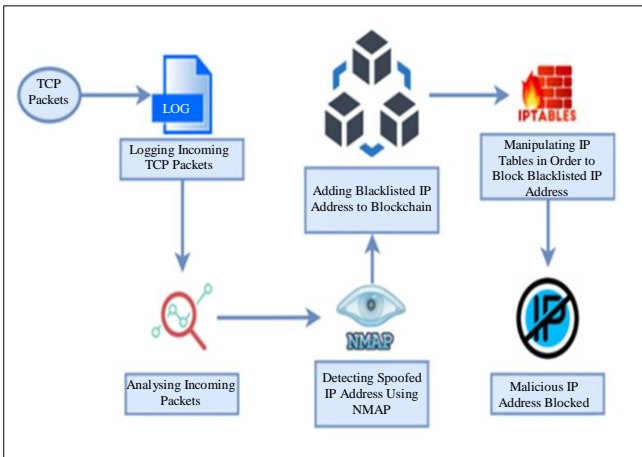 TCP
Packets
LOG
Logging Incoming
TCP Packets
Analysing Incoming
Packets
NMAP
Detecting Spoofed
IP Address Using
NMAP
Adding Blacklisted IP
Address to Blockchain
IPTABLES
Manipulating IP
Tables in Order to
Block Blacklisted IP
Address
IP
Malicious IP
Address Blocked